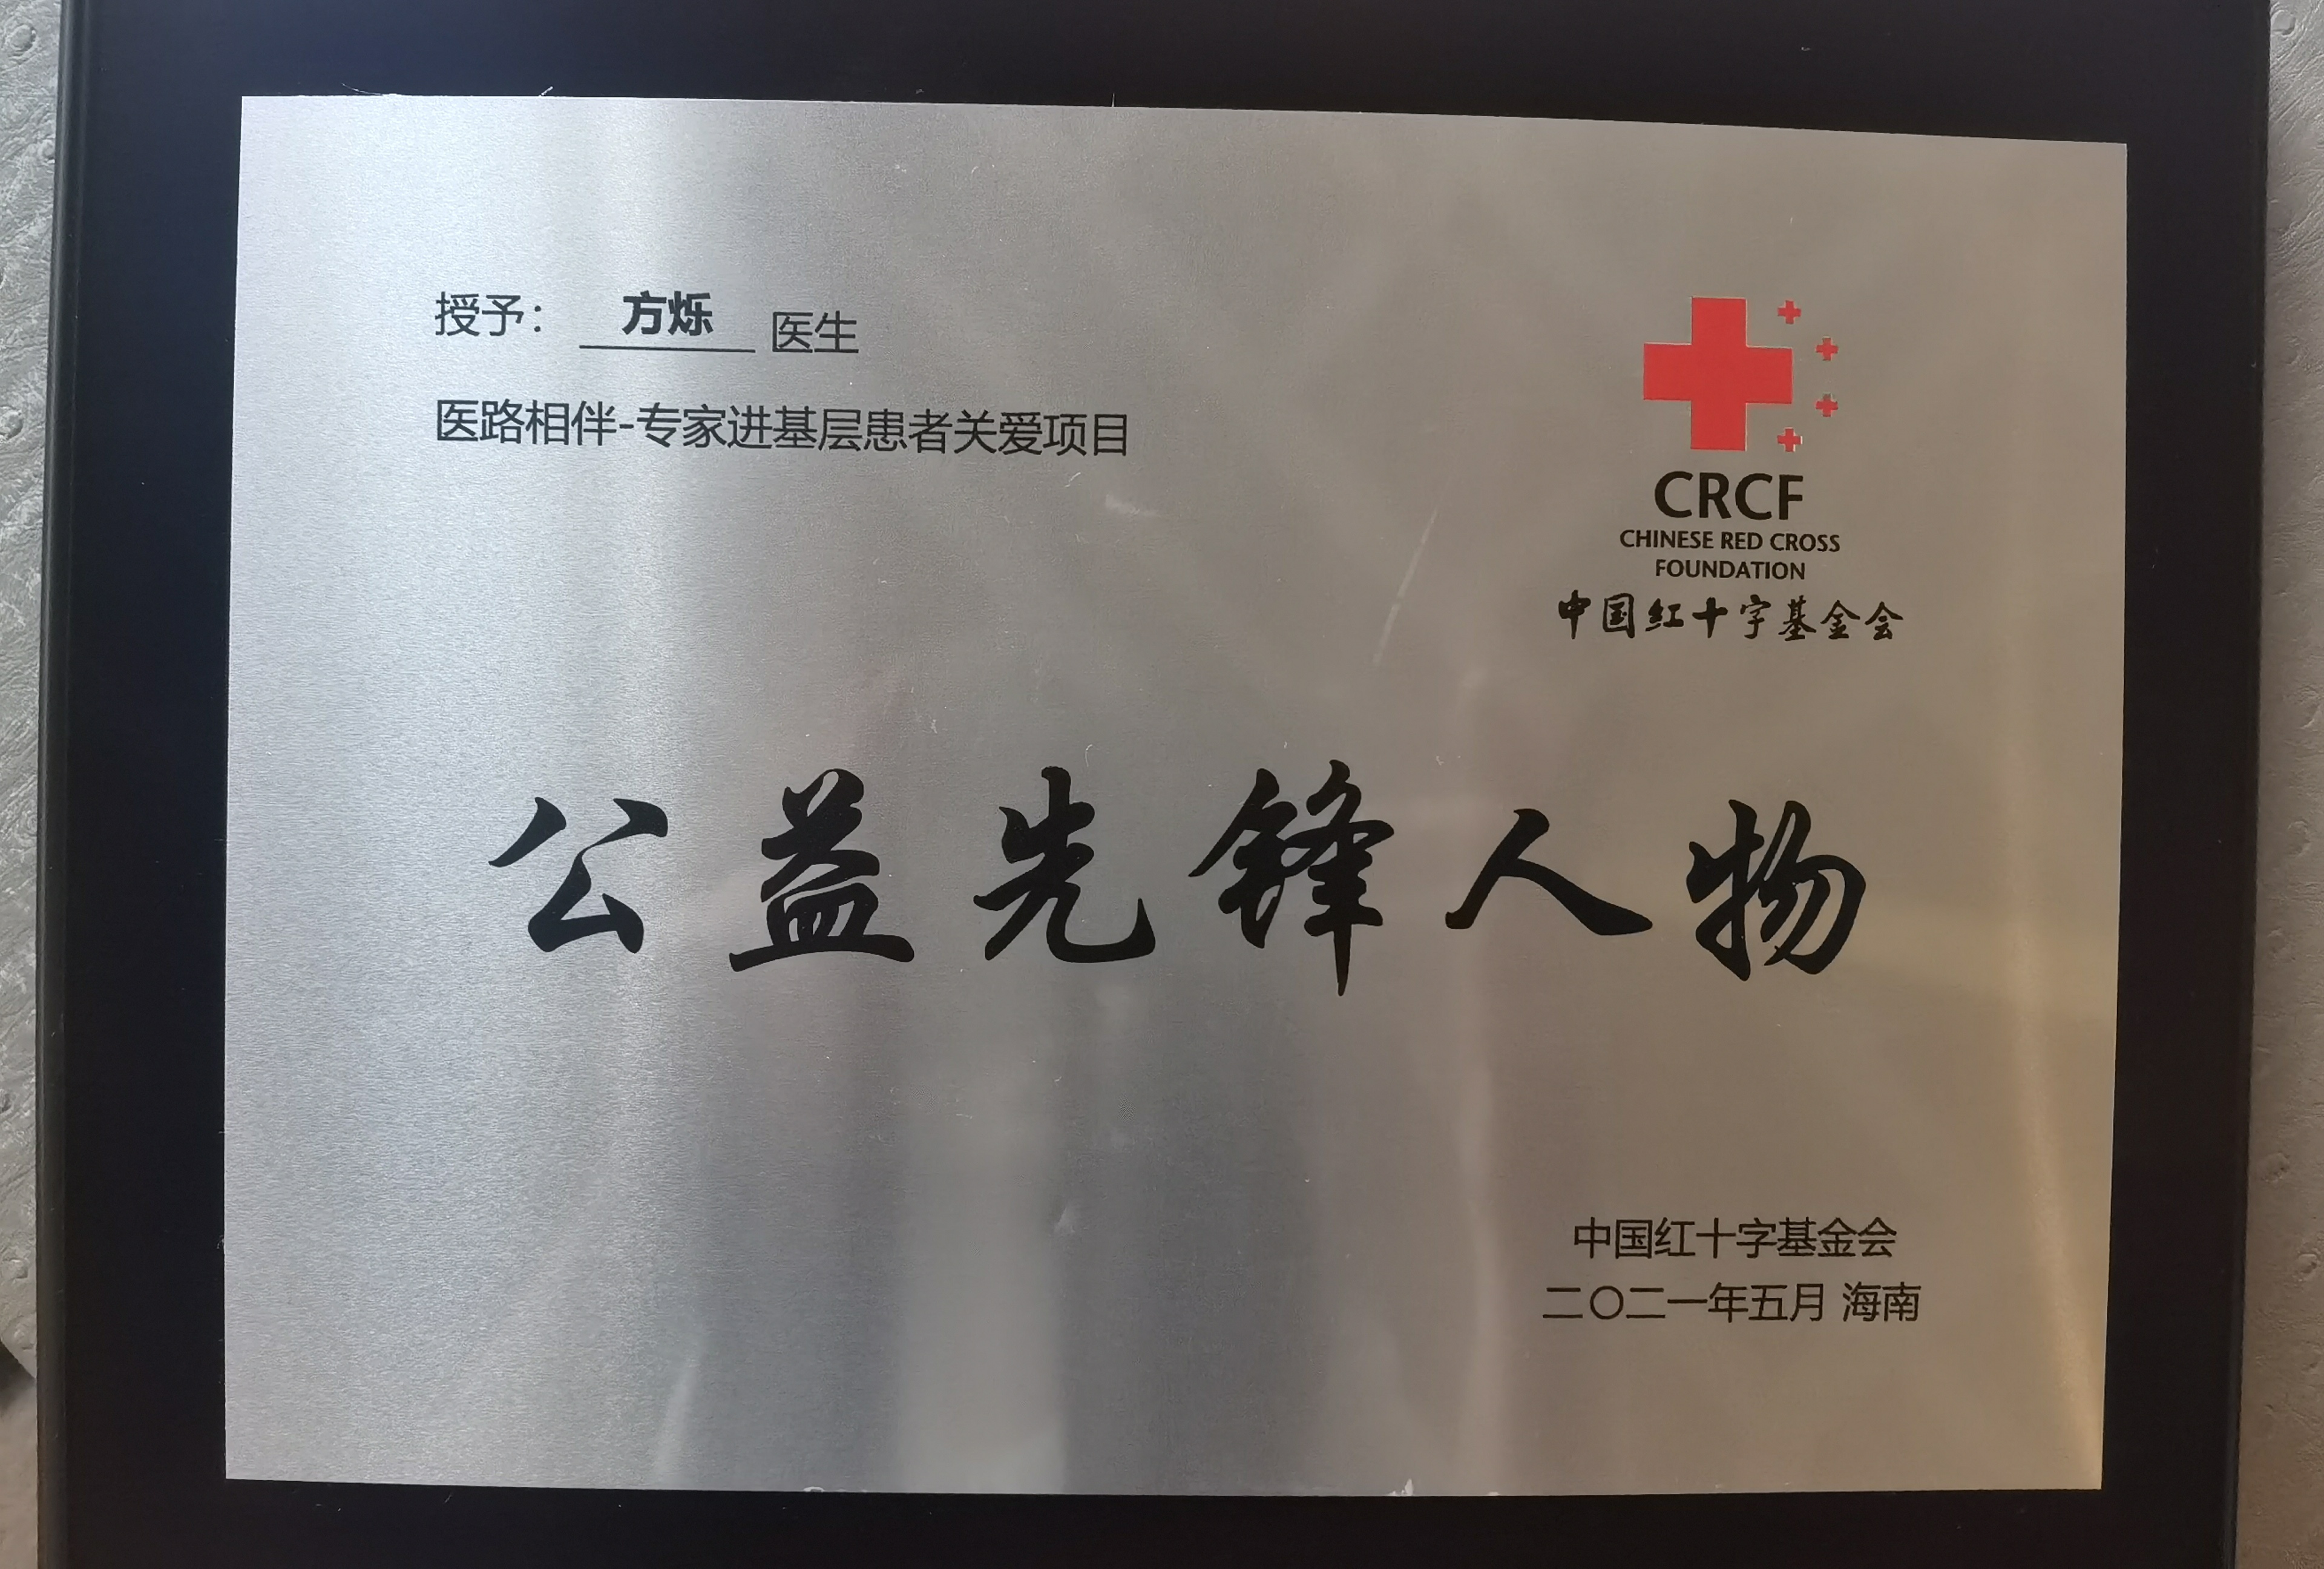 授予： 方烁 医生
医路相伴-专家进基层患者关爱项目
CRCF
CHINESE RED CROSS
FOUNDATION
中国红十字基金会
公益先锋人物
中国红十字基金会
二〇二一年五月 海南